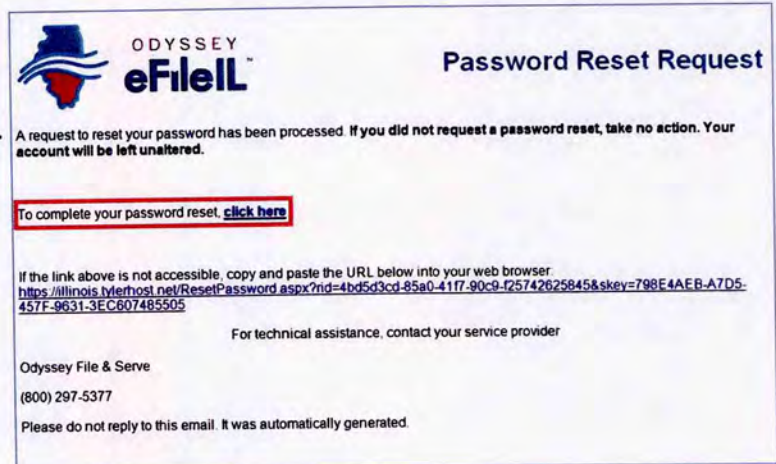 ODYSSEY
eFileIL™
Password Reset Request
A request to reset your password has been processed. If you did not request a password reset, take no action. Your
account will be left unaltered.
To complete your password reset, click here
If the link above is not accessible, copy and paste the URL below into your web browser.
https://illinois.tylerhost.net/ResetPassword.aspx?rid=4bd5d3cd-85a0-41f7-90c9-f25742625845&skey=798E4AEB-A7D5-
457F-9631-3EC607485505
For technical assistance, contact your service provider
Odyssey File & Serve
(800) 297-5377
Please do not reply to this email. It was automatically generated.